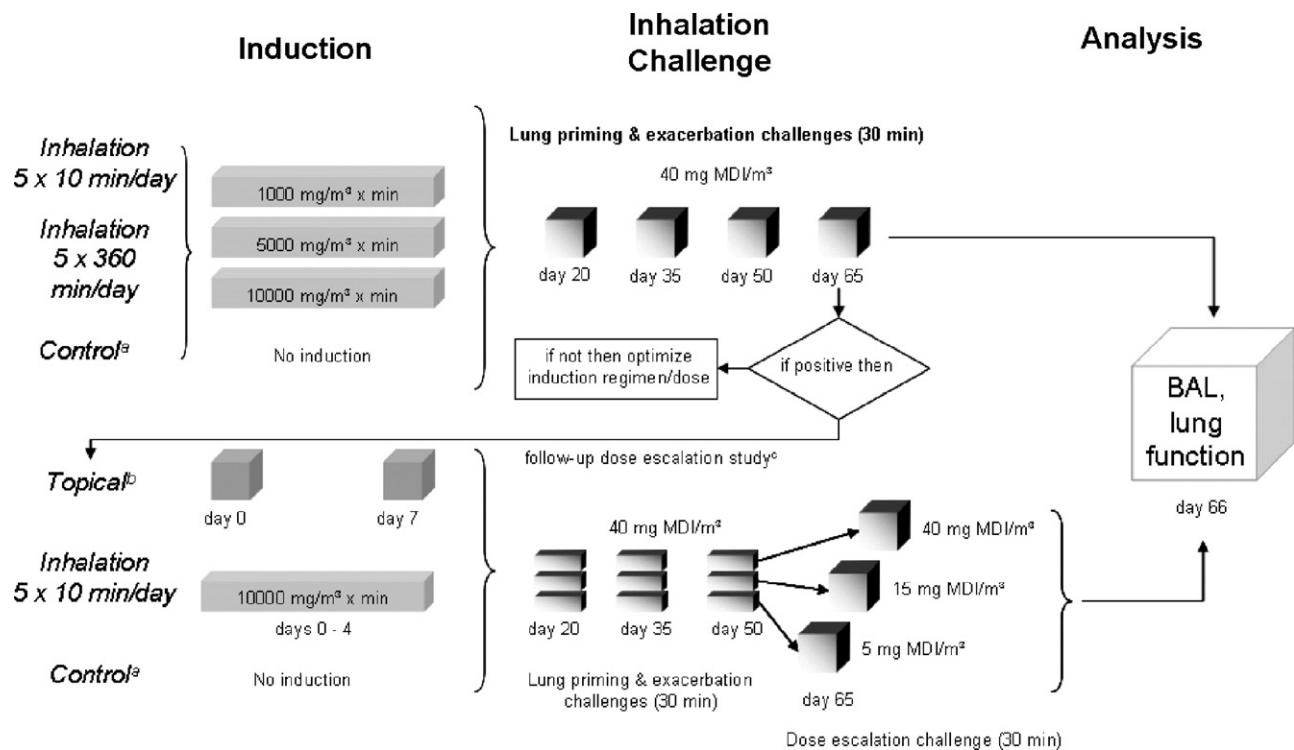 Induction
Inhalation
Challenge
Analysis
Inhalation
5 x 10 min/day
Inhalation
5 x 360
min/day
Controlᵃ
1000 mg/m³ x min
5000 mg/m³ x min
10000 mg/m³ x min
No induction
Lung priming & exacerbation challenges (30 min)
40 mg MDI/m³
day 20
day 35
day 50
day 65
if not then optimize
induction regimen/dose
if positive then
BAL,
lung
function
day 66
follow-up dose escalation studyᶜ
Topicalᵇ
day 0
day 7
Inhalation
5 x 10 min/day
10000 mg/m³ x min
days 0 - 4
Controlᵃ
No induction
40 mg MDI/m³
day 20
day 35
day 50
Lung priming & exacerbation
challenges (30 min)
40 mg MDI/m³
15 mg MDI/m³
5 mg MDI/m³
day 65
Dose escalation challenge (30 min)